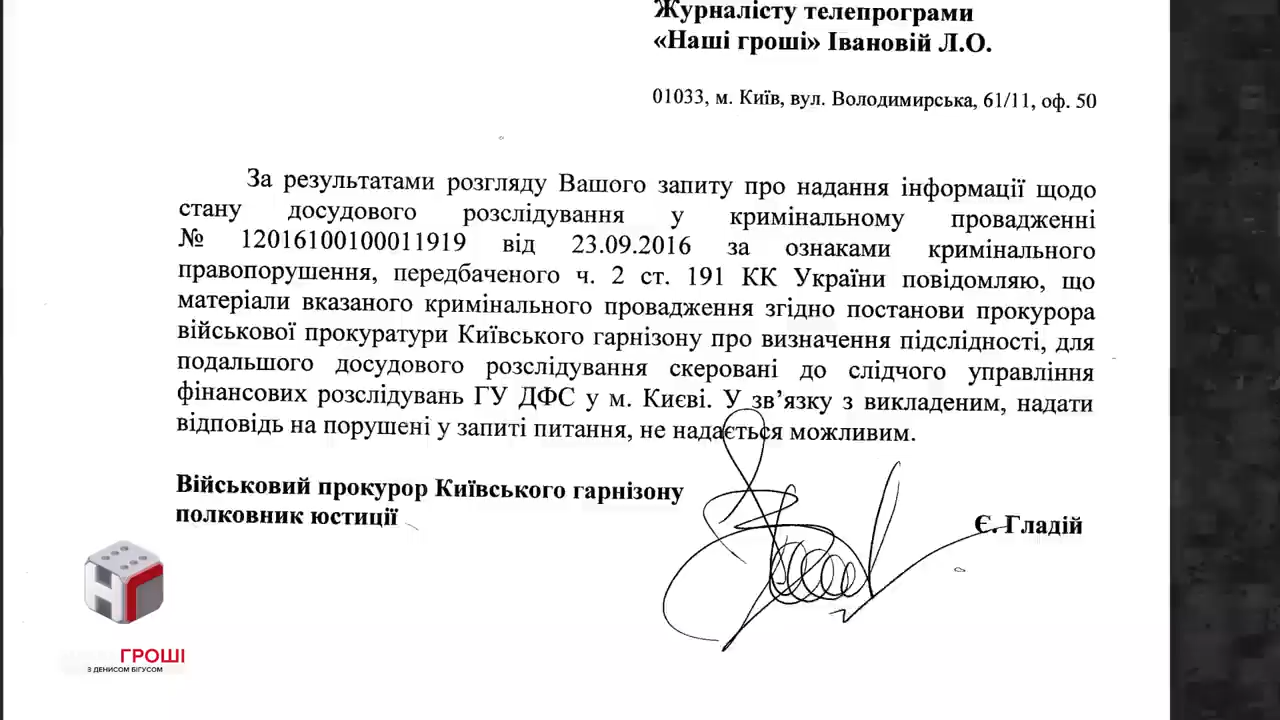 Журналісту телепрограми
«Наші гроші» Івановій Л.О.
01033, м. Київ, вул. Володимирська, 61/11, оф. 50
За результатами розгляду Вашого запиту про надання інформації щодо
стану досудового розслідування у кримінальному провадженні
№ 12016100100011919 від 23.09.2016 за ознаками кримінального
правопорушення, передбаченого ч. 2 ст. 191 КК України повідомляю, що
матеріали вказаного кримінального провадження згідно постанови прокурора
військової прокуратури Київського гарнізону про визначення підслідності, для
подальшого досудового розслідування скеровані до слідчого управління
фінансових розслідувань ГУ ДФС у м. Києві. У зв’язку з викладеним, надати
відповідь на порушені у запиті питання, не надається можливим.
Військовий прокурор Київського гарнізону
полковник юстиції
Є. Гладій
ГРОШІ
З ДЕНИСОМ БІГУСОМ